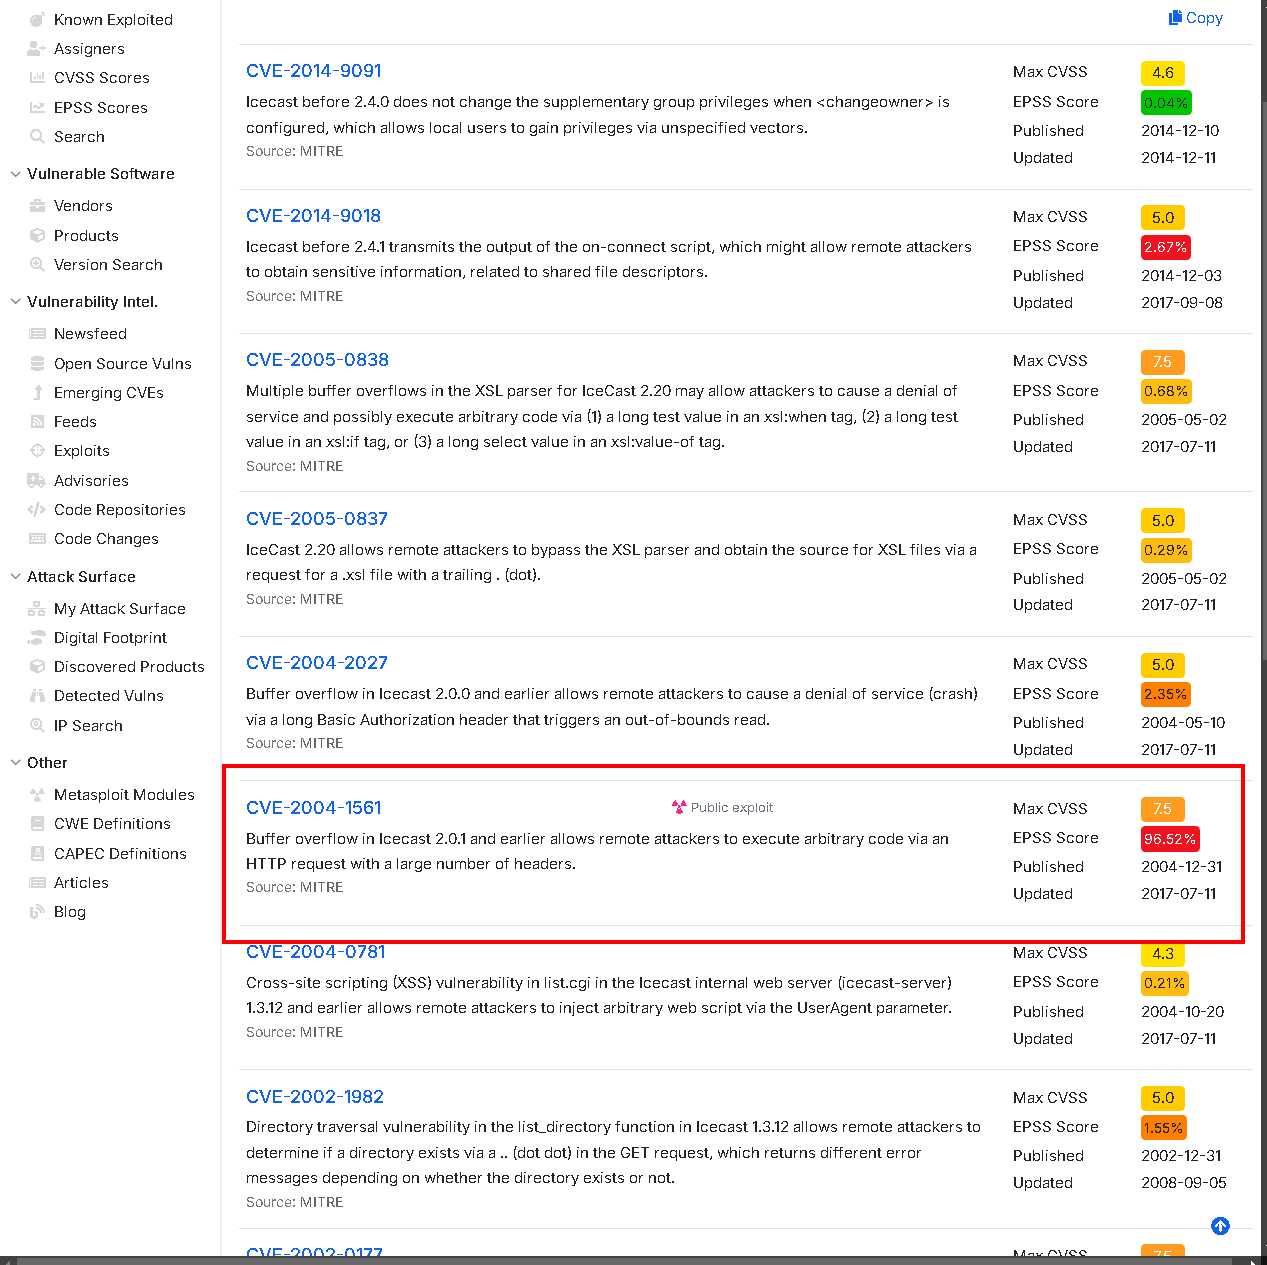 Known Exploited
Assigners
CVSS Scores
EPSS Scores
Search
Vulnerable Software
Vendors
Products
Version Search
Vulnerability Intel.
Newsfeed
Open Source Vulns
Emerging CVEs
Feeds
Exploits
Advisories
Code Repositories
Code Changes
Attack Surface
My Attack Surface
Digital Footprint
Discovered Products
Detected Vulns
IP Search
Other
Metasploit Modules
CWE Definitions
CAPEC Definitions
Articles
Blog
Copy
CVE-2014-9091
Icecast before 2.4.0 does not change the supplementary group privileges when <changeowner> is
configured, which allows local users to gain privileges via unspecified vectors.
Source: MITRE
Max CVSS 4.6
EPSS Score 0.04%
Published 2014-12-10
Updated 2014-12-11
CVE-2014-9018
Icecast before 2.4.1 transmits the output of the on-connect script, which might allow remote attackers
to obtain sensitive information, related to shared file descriptors.
Source: MITRE
Max CVSS 5.0
EPSS Score 2.67%
Published 2014-12-03
Updated 2017-09-08
CVE-2005-0838
Multiple buffer overflows in the XSL parser for IceCast 2.20 may allow attackers to cause a denial of
service and possibly execute arbitrary code via (1) a long test value in an xsl:when tag, (2) a long test
value in an xsl:if tag, or (3) a long select value in an xsl:value-of tag.
Source: MITRE
Max CVSS 7.5
EPSS Score 0.68%
Published 2005-05-02
Updated 2017-07-11
CVE-2005-0837
IceCast 2.20 allows remote attackers to bypass the XSL parser and obtain the source for XSL files via a
request for a .xsl file with a trailing . (dot).
Source: MITRE
Max CVSS 5.0
EPSS Score 0.29%
Published 2005-05-02
Updated 2017-07-11
CVE-2004-2027
Buffer overflow in Icecast 2.0.0 and earlier allows remote attackers to cause a denial of service (crash)
via a long Basic Authorization header that triggers an out-of-bounds read.
Source: MITRE
Max CVSS 5.0
EPSS Score 2.35%
Published 2004-05-10
Updated 2017-07-11
CVE-2004-1561 Public exploit
Buffer overflow in Icecast 2.0.1 and earlier allows remote attackers to execute arbitrary code via an
HTTP request with a large number of headers.
Source: MITRE
Max CVSS 7.5
EPSS Score 96.52%
Published 2004-12-31
Updated 2017-07-11
CVE-2004-0781
Cross-site scripting (XSS) vulnerability in list.cgi in the Icecast internal web server (icecast-server)
1.3.12 and earlier allows remote attackers to inject arbitrary web script via the UserAgent parameter.
Source: MITRE
Max CVSS 4.3
EPSS Score 0.21%
Published 2004-10-20
Updated 2017-07-11
CVE-2002-1982
Directory traversal vulnerability in the list_directory function in Icecast 1.3.12 allows remote attackers to
determine if a directory exists via a .. (dot dot) in the GET request, which returns different error
messages depending on whether the directory exists or not.
Source: MITRE
Max CVSS 5.0
EPSS Score 1.55%
Published 2002-12-31
Updated 2008-09-05
CVE-2002-0177
Max CVSS 7.5